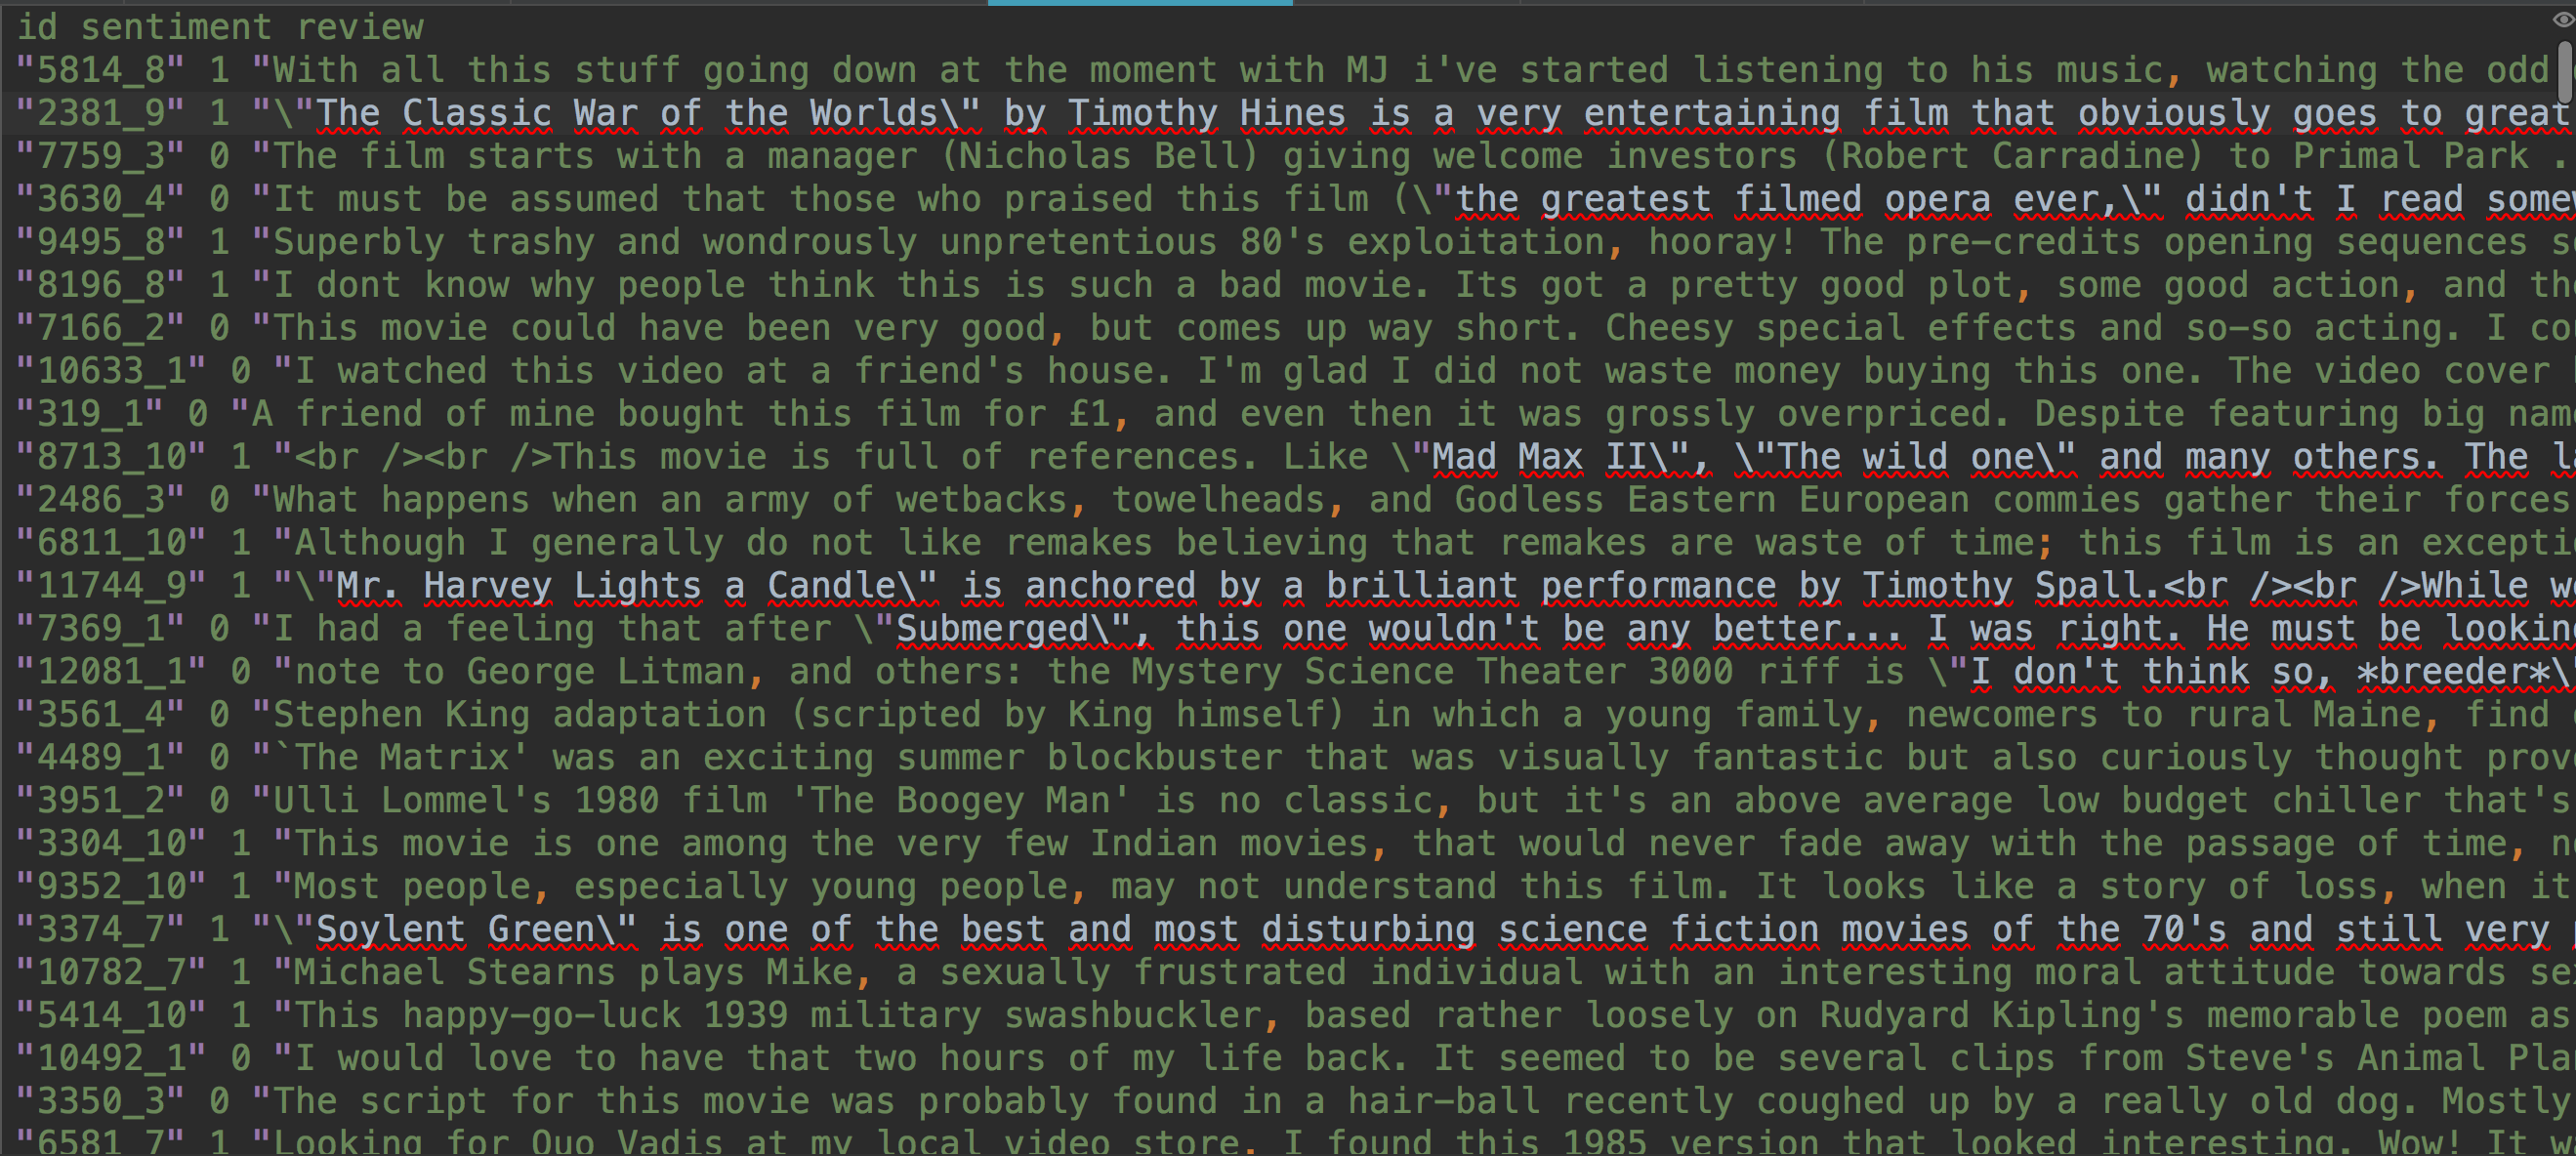 id sentiment review
"5814_8" 1 "With all this stuff going down at the moment with MJ i've started listening to his music, watching the odd
"2381_9" 1 "\"The Classic War of the Worlds\" by Timothy Hines is a very entertaining film that obviously goes to great
"7759_3" 0 "The film starts with a manager (Nicholas Bell) giving welcome investors (Robert Carradine) to Primal Park .
"3630_4" 0 "It must be assumed that those who praised this film (\"the greatest filmed opera ever,\" didn't I read
"9495_8" 1 "Superbly trashy and wondrously unpretentious 80's exploitation, hooray! The pre-credits opening sequences
"8196_8" 1 "I dont know why people think this is such a bad movie. Its got a pretty good plot, some good action, and
"7166_2" 0 "This movie could have been very good, but comes up way short. Cheesy special effects and so-so acting. I
"10633_1" 0 "I watched this video at a friend's house. I'm glad I did not waste money buying this one. The video cover
"319_1" 0 "A friend of mine bought this film for £1, and even then it was grossly overpriced. Despite featuring big
"8713_10" 1 "<br /><br />This movie is full of references. Like \"Mad Max II\", \"The wild one\" and many others. The
"2486_3" 0 "What happens when an army of wetbacks, towelheads, and Godless Eastern European commies gather their forces
"6811_10" 1 "Although I generally do not like remakes believing that remakes are waste of time; this film is an
"11744_9" 1 "\"Mr. Harvey Lights a Candle\" is anchored by a brilliant performance by Timothy Spall.<br /><br />While
"7369_1" 0 "I had a feeling that after \"Submerged\", this one wouldn't be any better... I was right. He must be
"12081_1" 0 "note to George Litman, and others: the Mystery Science Theater 3000 riff is \"I don't think so, *breeder*\
"3561_4" 0 "Stephen King adaptation (scripted by King himself) in which a young family, newcomers to rural Maine, find
"4489_1" 0 "`The Matrix' was an exciting summer blockbuster that was visually fantastic but also curiously thought
"3951_2" 0 "Ulli Lommel's 1980 film 'The Boogey Man' is no classic, but it's an above average low budget chiller that's
"3304_10" 1 "This movie is one among the very few Indian movies, that would never fade away with the passage of time,
"9352_10" 1 "Most people, especially young people, may not understand this film. It looks like a story of loss, when it
"3374_7" 1 "\"Soylent Green\" is one of the best and most disturbing science fiction movies of the 70's and still very
"10782_7" 1 "Michael Stearns plays Mike, a sexually frustrated individual with an interesting moral attitude towards
"5414_10" 1 "This happy-go-luck 1939 military swashbuckler, based rather loosely on Rudyard Kipling's memorable poem as
"10492_1" 0 "I would love to have that two hours of my life back. It seemed to be several clips from Steve's Animal
"3350_3" 0 "The script for this movie was probably found in a hair-ball recently coughed up by a really old dog. Mostly
"6581_7" 1 "Looking for Quo Vadis at my local video store, I found this 1985 version that looked interesting. Wow! It